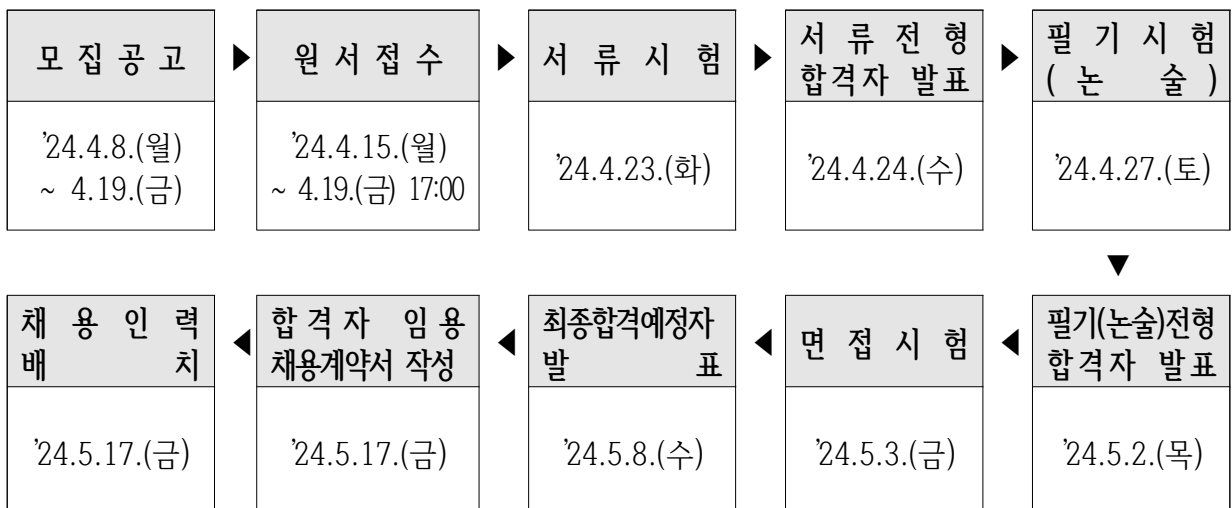 모 집 공 고 ▶ 원 서 접 수 ▶ 서 류 시 험 ▶ 서 류 전 형 ▶ 필 기 시 험
합격자 발표 ( 논 술 )
'24.4.8.(월)
~ 4.19.(금)
'24.4.15.(월)
~ 4.19.(금) 17:00
'24.4.23.(화)
'24.4.24.(수)
'24.4.27.(토)
▼
필기(논술)전형
합격자 발표
'24.5.2.(목)
◀
면 접 시 험
'24.5.3.(금)
◀
최종합격예정자
발 표
'24.5.8.(수)
◀
합격자 임용
채용계약서 작성
'24.5.17.(금)
◀
채 용 인 력
배 치
'24.5.17.(금)